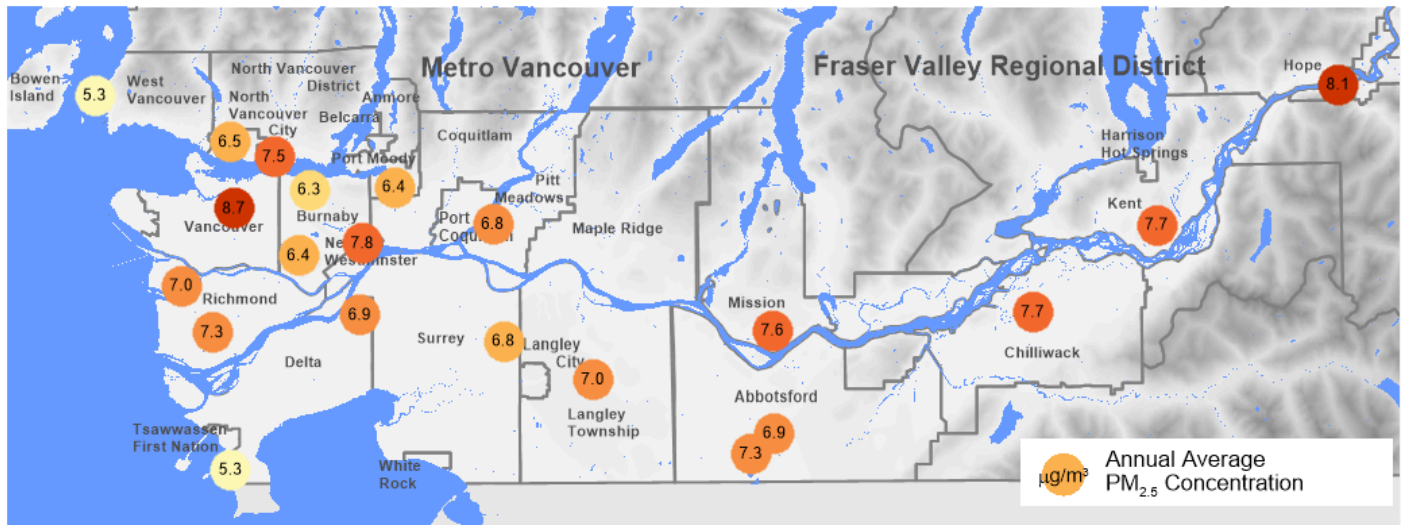 Metro Vancouver
Fraser Valley Regional District
Bowen
Island
5.3
West
Vancouver
North Vancouver
District
North
Vancouver
City
Anmore
Belcarra
6.5
7.5
Port Moody
6.3
6.4
Coquitlam
8.7
Vancouver
Burnaby
6.4
7.8
Pitt
Meadows
Port
6.8
Maple Ridge
7.0
Richmond
7.3
6.9
Delta
Surrey
6.8
Langley
City
7.0
Langley
Township
Tsawwassen
First Nation
5.3
White
Rock
Mission
7.6
Abbotsford
6.9
7.3
Chilliwack
7.7
Kent
7.7
Harrison
Hot Springs
Hope
8.1
µg/m³
Annual Average
PM2.5 Concentration